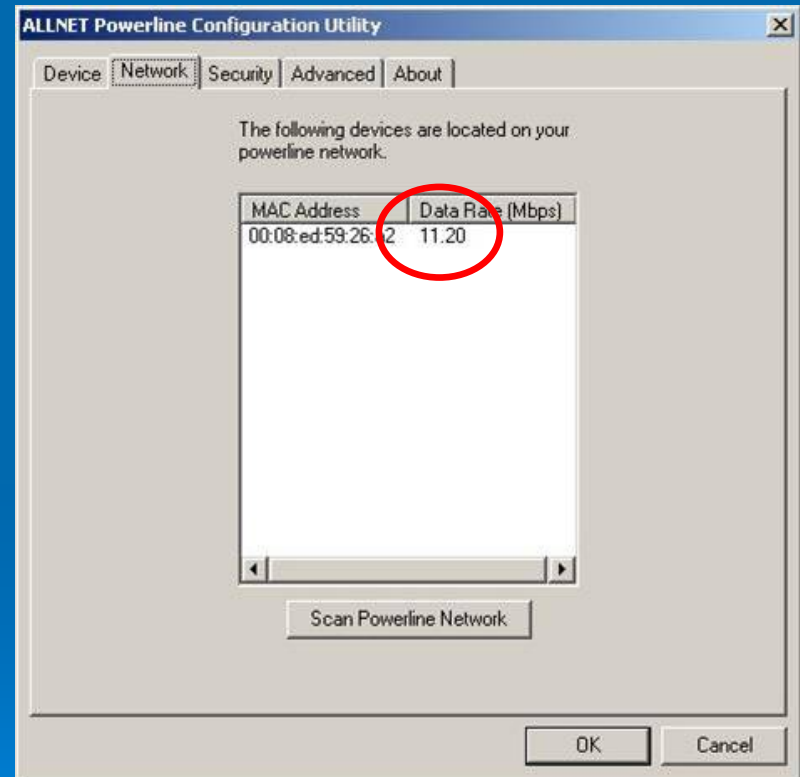 ALLNET Powerline Configuration Utility
Device Network Security Advanced About
The following devices are located on your
powerline network.
MAC Address Data Rate (Mbps)
11.20
Scan Powerline Network
OK Cancel